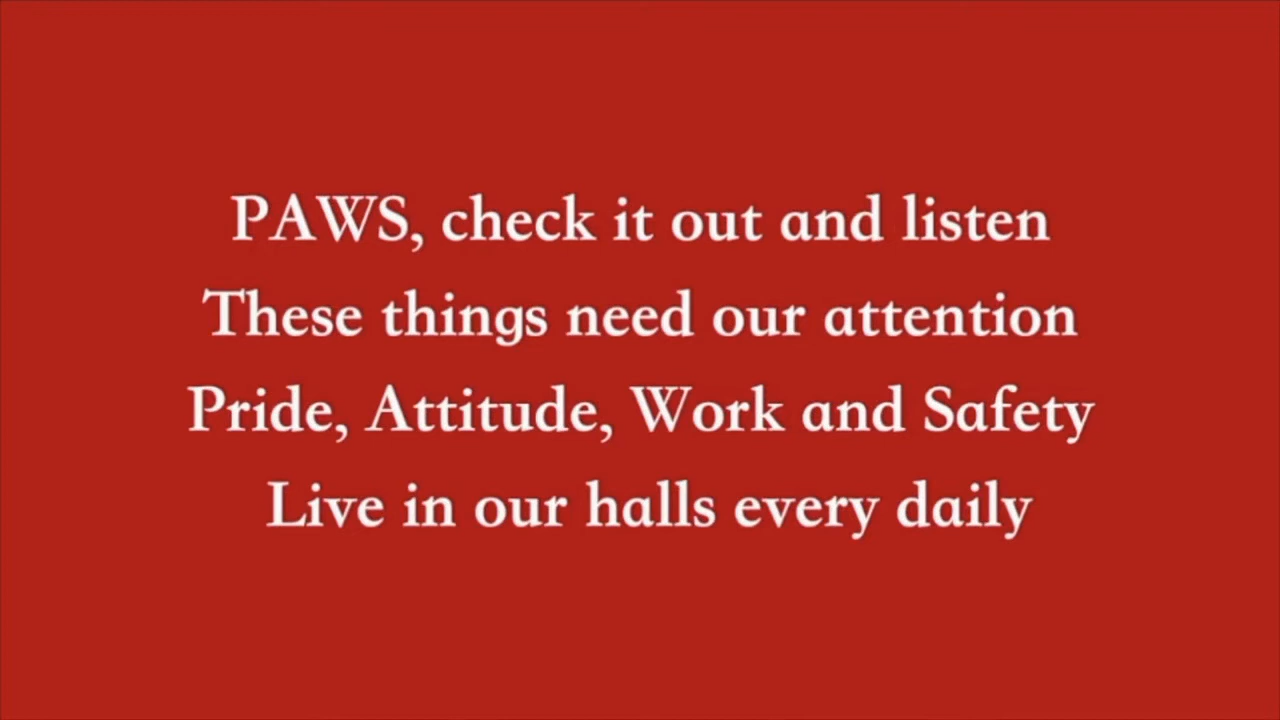 PAWS, check it out and listen
These things need our attention
Pride, Attitude, Work and Safety
Live in our halls every daily